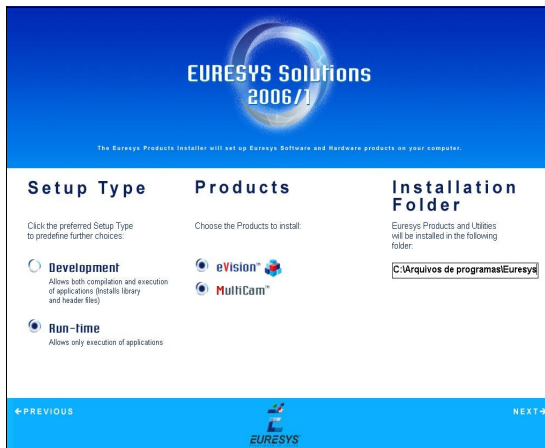 EURESYS Solutions
2006/1
The Euresys Products Installer will set up Euresys Software and Hardware products on your computer.
Setup Type
Click the preferred Setup Type
to predefine further choices:
Development
Allows both compilation and execution
of applications (Installs library
and header files)
Run-time
Allows only execution of applications
Products
Choose the Products to install:
eVision™
MultiCam™
Installation
Folder
Euresys Products and Utilities
will be installed in the following
folder:
C:\Arquivos de programas\Euresys
←PREVIOUS
EURESYS
NEXT→